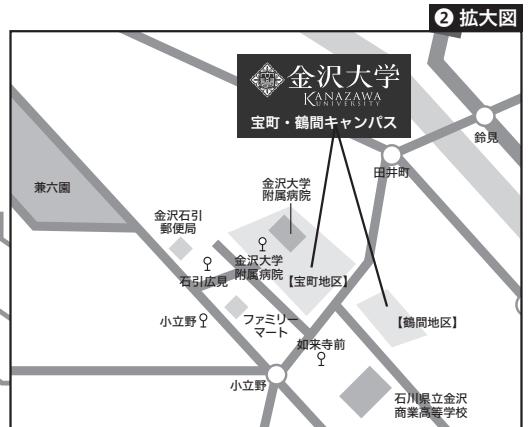 ❷ 拡大図
金沢大学
KANAZAWA
UNIVERSITY
宝町・鶴間キャンパス
鈴見
田井町
兼六園
金沢大学
附属病院
金沢石引
郵便局
金沢大学
附属病院
石引広見
【宝町地区】
小立野
ファミリー
マート
【鶴間地区】
如来寺前
小立野
石川県立金沢
商業高等学校